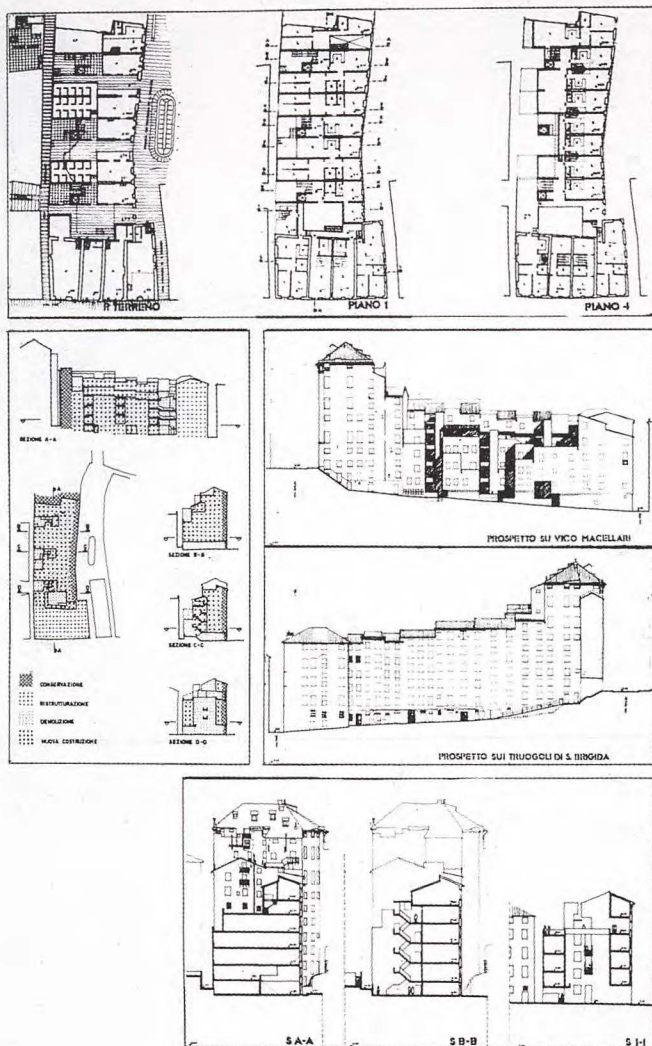 P. TERRENO
PIANO 1
PIANO 4
SEZIONE A-A
SEZIONE B-B
SEZIONE C-C
SEZIONE D-D
CONSERVAZIONE
RISTRUTTURAZIONE
DEMOLIZIONE
NUOVA COSTRUZIONE
PROSPETTO SU VICO MACELLARI
PROSPETTO SUI TRUOGOLI DI S. BRIGIDA
S A-A
S B-B
S I-I